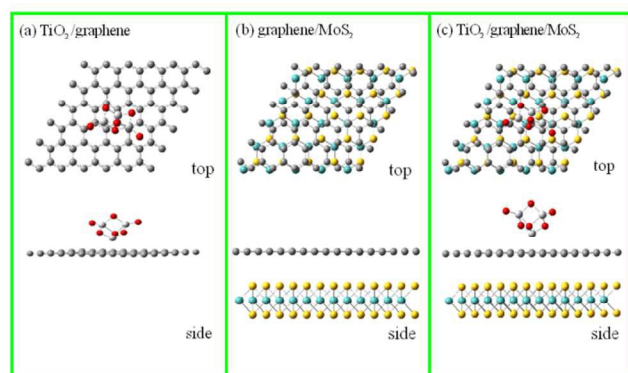 (a) TiO₂/graphene
top
side
(b) graphene/MoS₂
top
side
(c) TiO₂/graphene/MoS₂
top
side